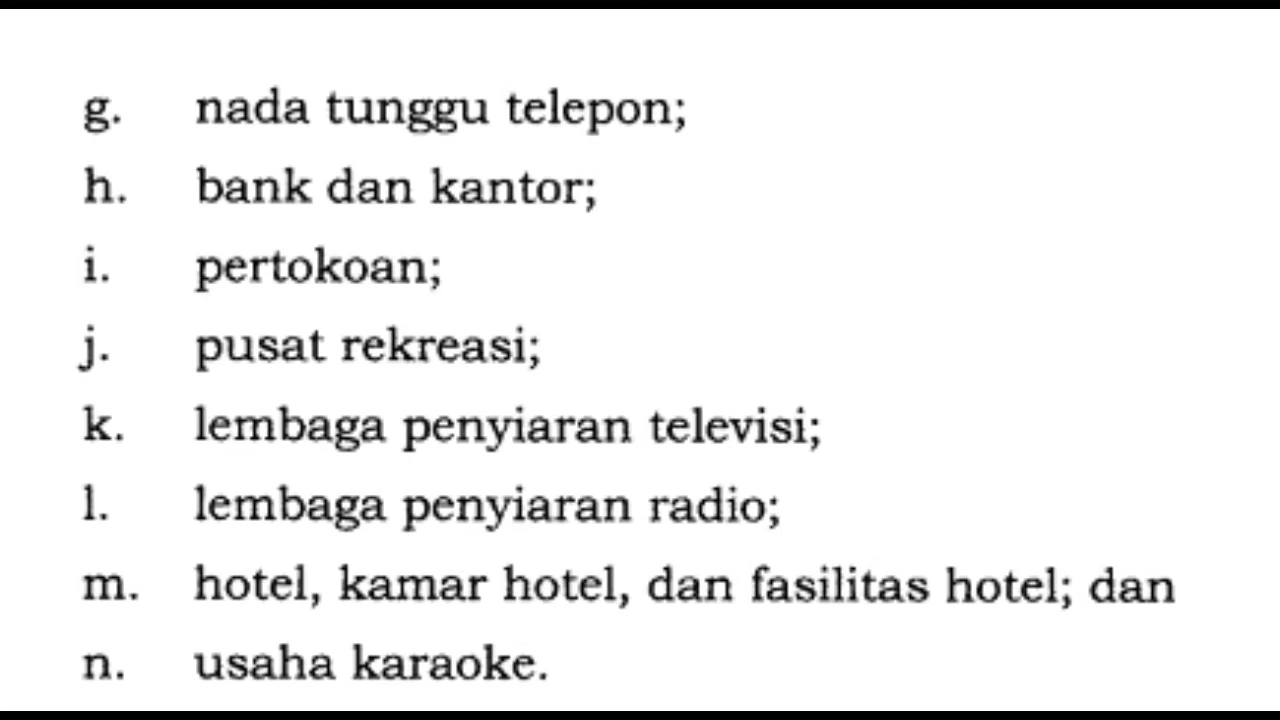 g. nada tunggu telepon;
h. bank dan kantor;
i. pertokoan;
j. pusat rekreasi;
k. lembaga penyiaran televisi;
l. lembaga penyiaran radio;
m. hotel, kamar hotel, dan fasilitas hotel; dan
n. usaha karaoke.